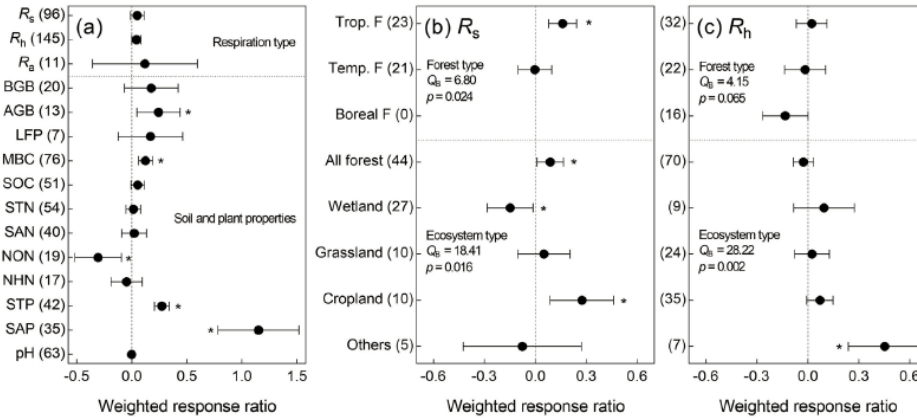 (a)
Rs (96)
Rh (145)
Respiration type
Ra (11)
BGB (20)
AGB (13) *
LFP (7)
MBC (76) *
SOC (51)
STN (54)
Soil and plant properties
SAN (40)
NON (19) *
NHN (17)
STP (42) *
SAP (35) *
pH (63)
-0.5 0.0 0.5 1.0 1.5
Weighted response ratio
(b) Rs
Trop. F (23) *
Temp. F (21)
Forest type
QB = 6.80
p = 0.024
Boreal F (0)
All forest (44) *
Wetland (27) *
Ecosystem type
Grassland (10)
QB = 18.41
p = 0.016
Cropland (10) *
Others (5)
-0.6 -0.3 0.0 0.3 0.6
Weighted response ratio
(c) Rh
(32)
(22)
Forest type
QB = 4.15
p = 0.065
(16)
(70)
(9)
Ecosystem type
(24)
QB = 28.22
p = 0.002
(35)
(7) *
-0.6 -0.3 0.0 0.3 0.6
Weighted response ratio